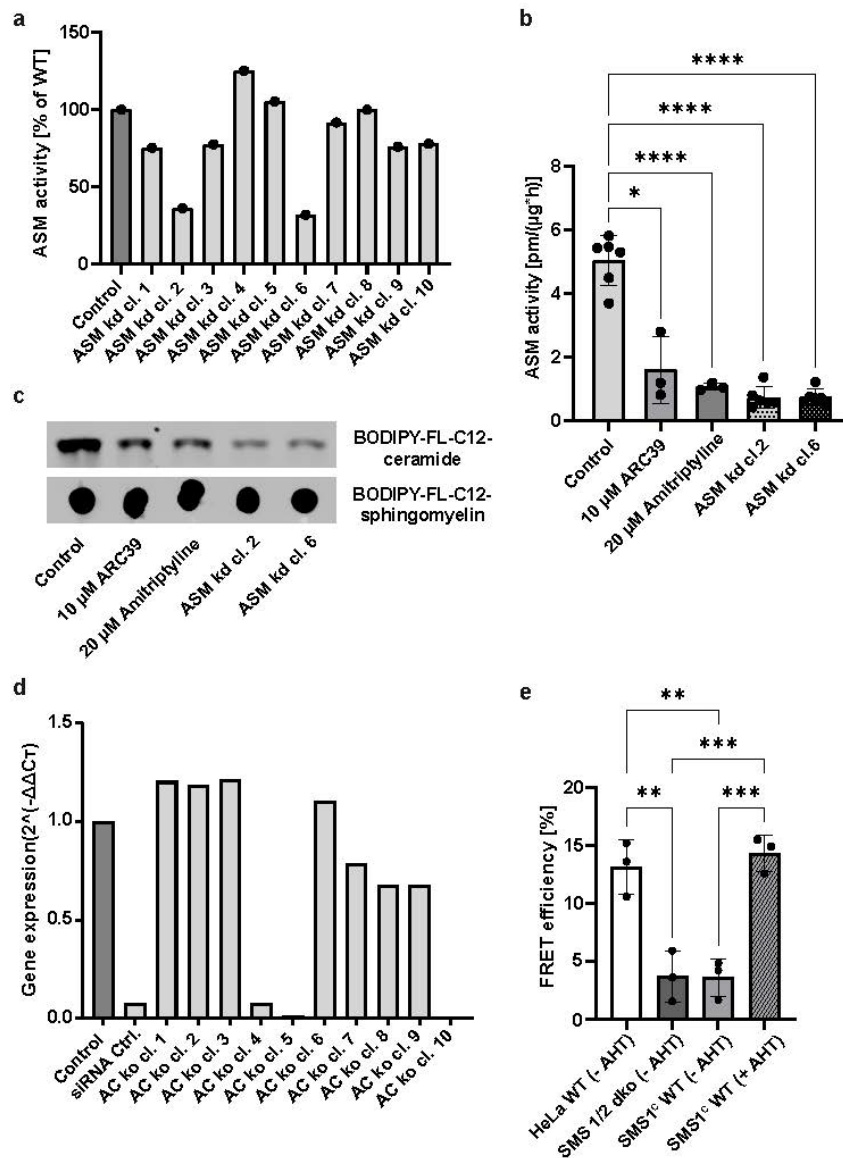 a
ASM activity [% of WT]
150
100
50
0
Control
ASM kd cl. 1
ASM kd cl. 2
ASM kd cl. 3
ASM kd cl. 4
ASM kd cl. 5
ASM kd cl. 6
ASM kd cl. 7
ASM kd cl. 8
ASM kd cl. 9
ASM kd cl. 10
b
****
****
****
*
ASM activity [pm/(µg*h)]
8
6
4
2
0
Control
10 µM ARC39
20 µM Amitriptyline
ASM kd cl.2
ASM kd cl.6
c
BODIPY-FL-C12-
ceramide
BODIPY-FL-C12-
sphingomyelin
Control
10 µM ARC39
20 µM Amitriptyline
ASM kd cl. 2
ASM kd cl. 6
d
Gene expression(2^(-ΔΔCT)
1.5
1.0
0.5
0.0
Control
siRNA Ctrl.
AC ko cl. 1
AC ko cl. 2
AC ko cl. 3
AC ko cl. 4
AC ko cl. 5
AC ko cl. 6
AC ko cl. 7
AC ko cl. 8
AC ko cl. 9
AC ko cl. 10
e
**
***
**
***
FRET efficiency [%]
20
15
10
5
0
HeLa WT (- AHT)
SMS 1/2 dko (- AHT)
SMS1ᶜ WT (- AHT)
SMS1ᶜ WT (+ AHT)